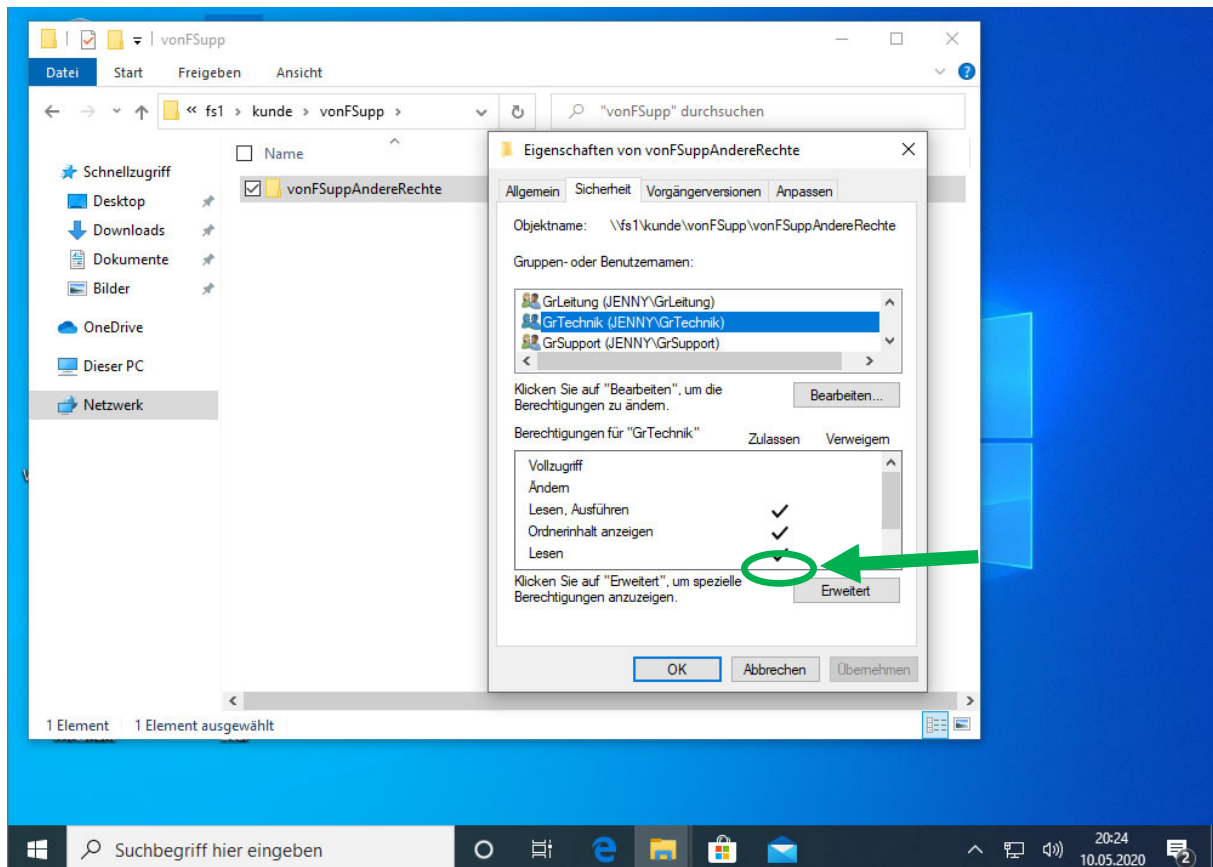 vonFSupp
Datei Start Freigeben Ansicht
« fs1 > kunde > vonFSupp >
"vonFSupp" durchsuchen
Schnellzugriff
Desktop
Downloads
Dokumente
Bilder
OneDrive
Dieser PC
Netzwerk
Name
vonFSuppAndereRechte
Eigenschaften von vonFSuppAndereRechte
Allgemein Sicherheit Vorgängerversionen Anpassen
Objektname: \\fs1\kunde\vonFSupp\vonFSuppAndereRechte
Gruppen- oder Benutzernamen:
GrLeitung (JENNY\GrLeitung)
GrTechnik (JENNY\GrTechnik)
GrSupport (JENNY\GrSupport)
Klicken Sie auf "Bearbeiten", um die
Berechtigungen zu ändern.
Bearbeiten...
Berechtigungen für "GrTechnik" Zulassen Verweigern
Vollzugriff
Ändern
Lesen, Ausführen
Ordnerinhalt anzeigen
Lesen
Klicken Sie auf "Erweitert", um spezielle
Berechtigungen anzuzeigen.
Erweitert
OK Abbrechen Übernehmen
1 Element 1 Element ausgewählt
Suchbegriff hier eingeben
20:24
10.05.2020
2